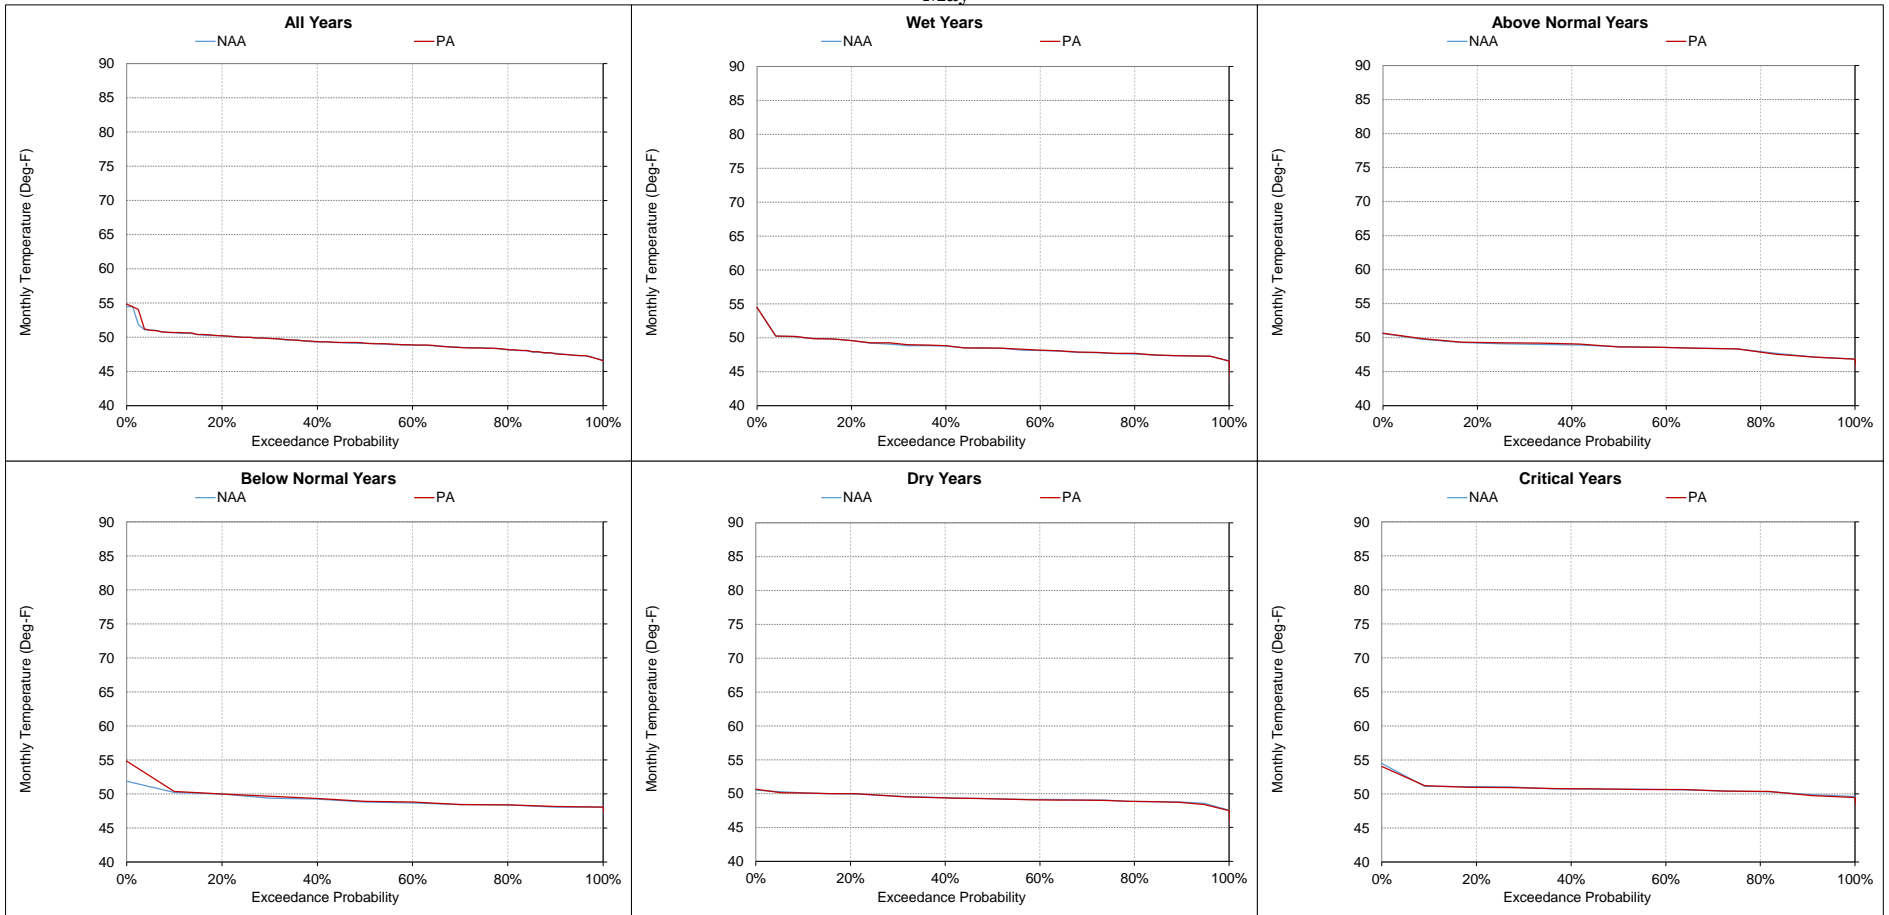 All Years
NAA PA
90
85
80
75
70
65
60
55
50
45
40
Monthly Temperature (Deg-F)
0% 20% 40% 60% 80% 100%
Exceedance Probability
Wet Years
NAA PA
90
85
80
75
70
65
60
55
50
45
40
Monthly Temperature (Deg-F)
0% 20% 40% 60% 80% 100%
Exceedance Probability
Above Normal Years
NAA PA
90
85
80
75
70
65
60
55
50
45
40
Monthly Temperature (Deg-F)
0% 20% 40% 60% 80% 100%
Exceedance Probability
Below Normal Years
NAA PA
90
85
80
75
70
65
60
55
50
45
40
Monthly Temperature (Deg-F)
0% 20% 40% 60% 80% 100%
Exceedance Probability
Dry Years
NAA PA
90
85
80
75
70
65
60
55
50
45
40
Monthly Temperature (Deg-F)
0% 20% 40% 60% 80% 100%
Exceedance Probability
Critical Years
NAA PA
90
85
80
75
70
65
60
55
50
45
40
Monthly Temperature (Deg-F)
0% 20% 40% 60% 80% 100%
Exceedance Probability